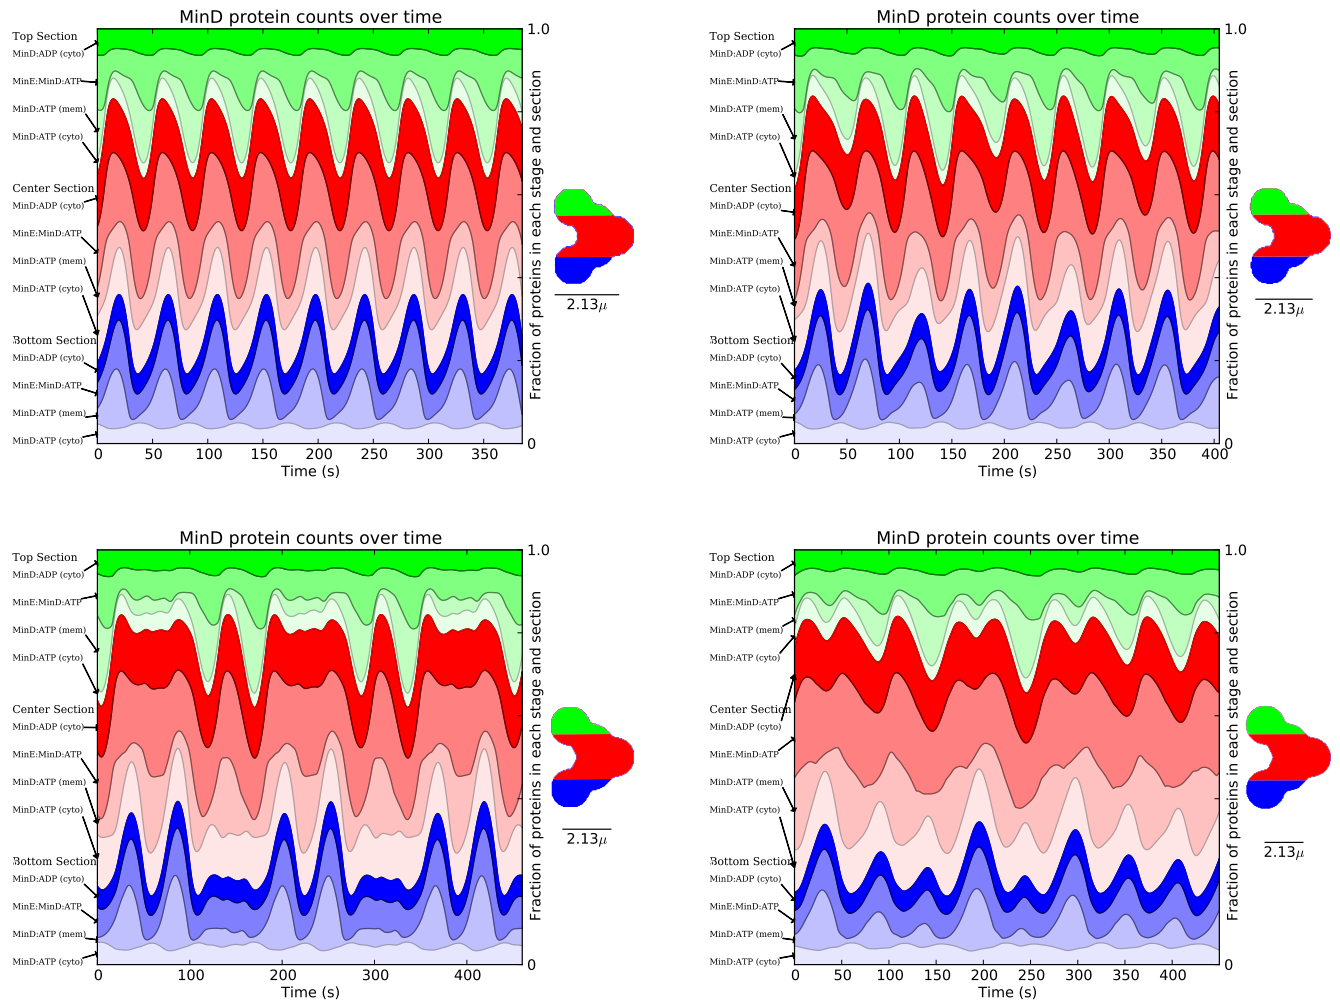 MinD protein counts over time
Top Section
MinD:ADP (cyto)
MinE:MinD:ATP
MinD:ATP (mem)
MinD:ATP (cyto)
Center Section
MinD:ADP (cyto)
MinE:MinD:ATP
MinD:ATP (mem)
MinD:ATP (cyto)
Bottom Section
MinD:ADP (cyto)
MinE:MinD:ATP
MinD:ATP (mem)
MinD:ATP (cyto)
1.0
Fraction of proteins in each stage and section
0
0 50 100 150 200 250 300 350
Time (s)
2.13μ
MinD protein counts over time
Top Section
MinD:ADP (cyto)
MinE:MinD:ATP
MinD:ATP (mem)
MinD:ATP (cyto)
Center Section
MinD:ADP (cyto)
MinE:MinD:ATP
MinD:ATP (mem)
MinD:ATP (cyto)
Bottom Section
MinD:ADP (cyto)
MinE:MinD:ATP
MinD:ATP (mem)
MinD:ATP (cyto)
1.0
Fraction of proteins in each stage and section
0
0 50 100 150 200 250 300 350 400
Time (s)
2.13μ
MinD protein counts over time
Top Section
MinD:ADP (cyto)
MinE:MinD:ATP
MinD:ATP (mem)
MinD:ATP (cyto)
Center Section
MinD:ADP (cyto)
MinE:MinD:ATP
MinD:ATP (mem)
MinD:ATP (cyto)
Bottom Section
MinD:ADP (cyto)
MinE:MinD:ATP
MinD:ATP (mem)
MinD:ATP (cyto)
1.0
Fraction of proteins in each stage and section
0
0 100 200 300 400
Time (s)
2.13μ
MinD protein counts over time
Top Section
MinD:ADP (cyto)
MinE:MinD:ATP
MinD:ATP (mem)
MinD:ATP (cyto)
Center Section
MinD:ADP (cyto)
MinE:MinD:ATP
MinD:ATP (mem)
MinD:ATP (cyto)
Bottom Section
MinD:ADP (cyto)
MinE:MinD:ATP
MinD:ATP (mem)
MinD:ATP (cyto)
1.0
Fraction of proteins in each stage and section
0
0 50 100 150 200 250 300 350 400
Time (s)
2.13μ